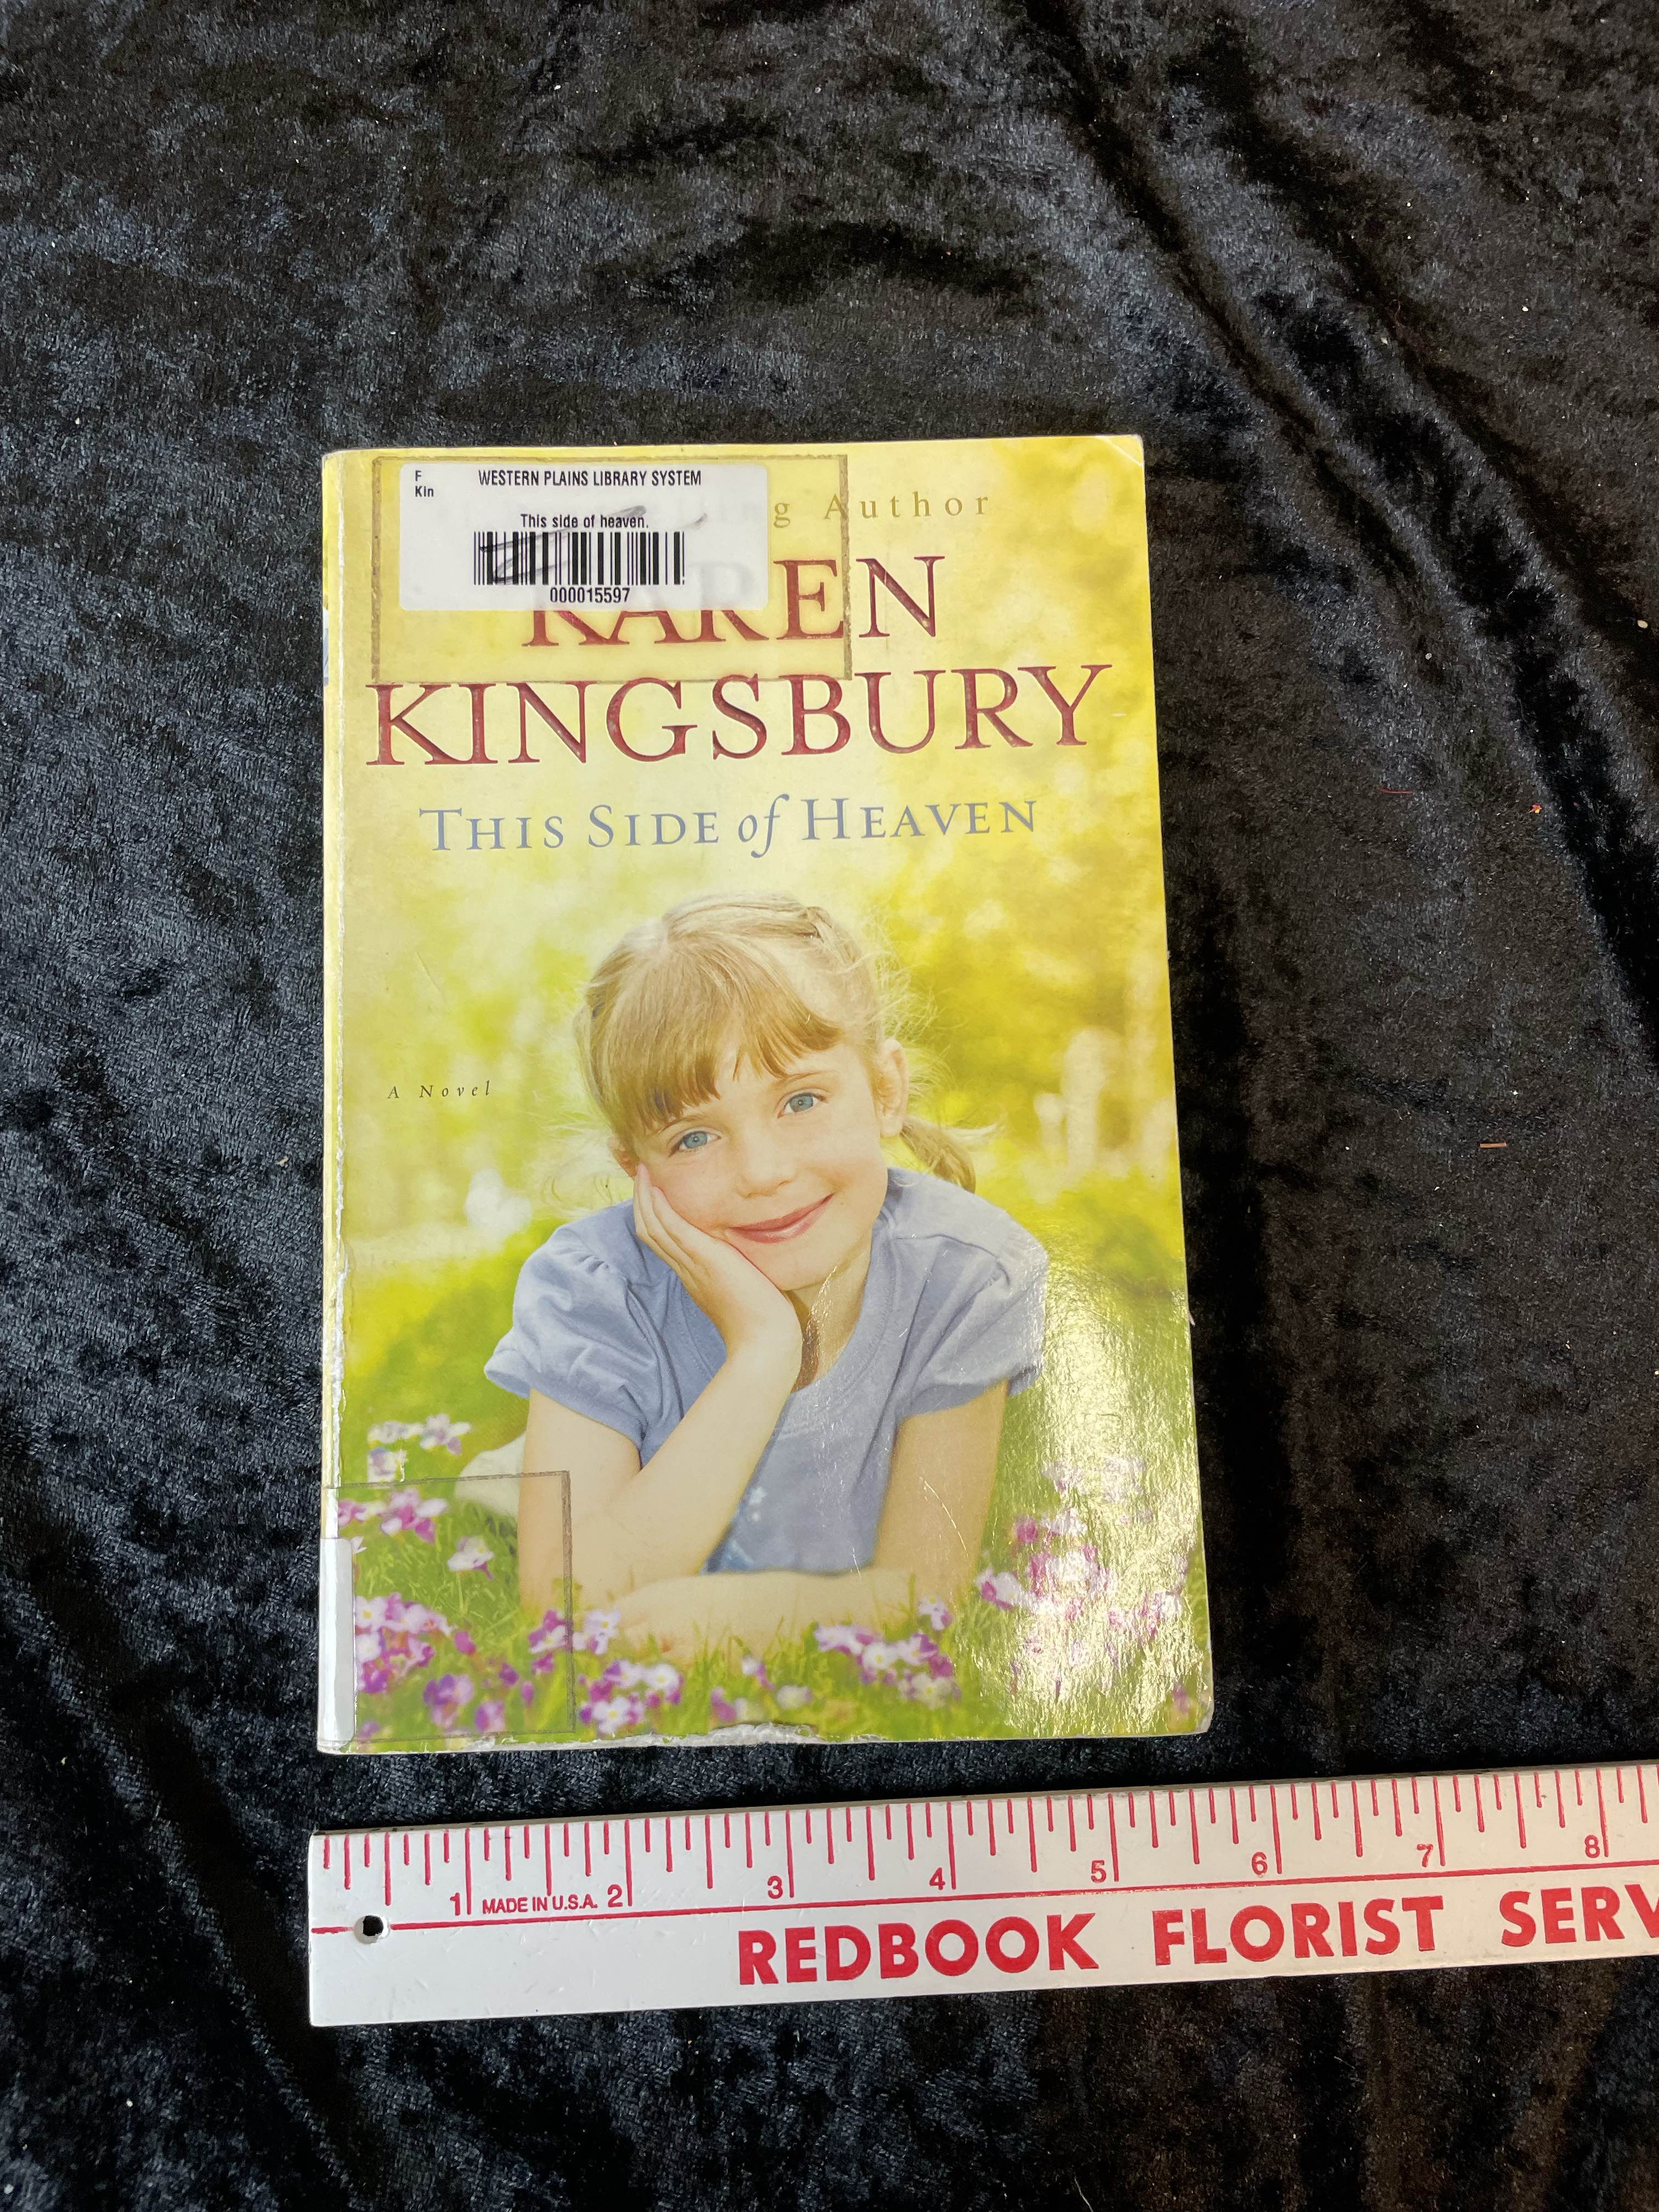 F
Kin
WESTERN PLAINS LIBRARY SYSTEM
This side of heaven.
000015597
Author
KAREN
KINGSBURY
THIS SIDE of HEAVEN
A Novel
1 MADE IN U.S.A. 2 3 4 5 6 7 8
REDBOOK FLORIST SERV